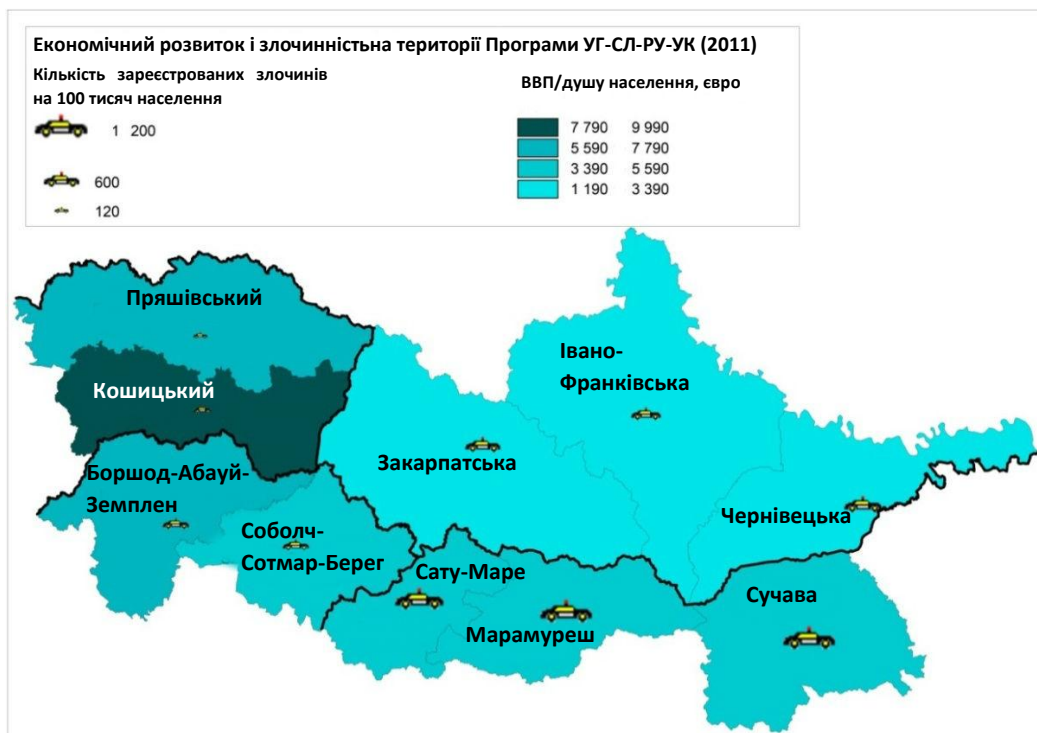 Економічний розвиток і злочинністьна території Програми УГ-СЛ-РУ-УК (2011)
Кількість зареєстрованих злочинів
на 100 тисяч населення
1 200
600
120
ВВП/душу населення, євро
7 790 9 990
5 590 7 790
3 390 5 590
1 190 3 390
Пряшівський
Кошицький
Боршод-Абауй-
Земплен
Соболч-
Сотмар-Берег
Закарпатська
Івано-
Франківська
Чернівецька
Сату-Маре
Марамуреш
Сучава